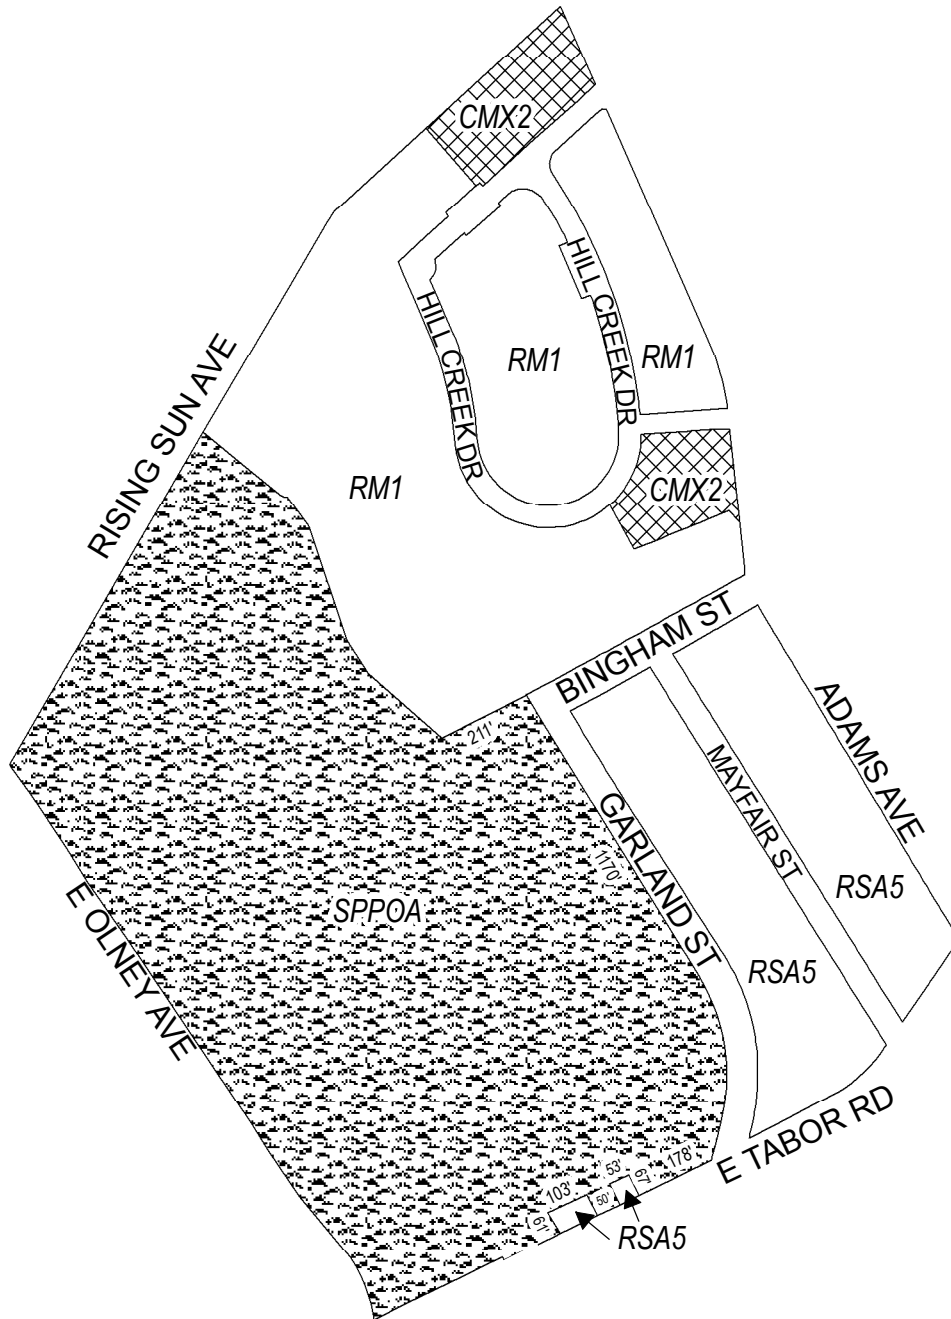 CMX2
HILL CREEK DR
HILL CREEK DR
RM1
RM1
RISING SUN AVE
RM1
CMX2
BINGHAM ST
211'
ADAMS AVE
MAYFAIR ST
GARLAND ST
1170'
RSA5
SPPOA
E OLNEY AVE
RSA5
E TABOR RD
178'
53'
67'
103'
50'
61'
RSA5